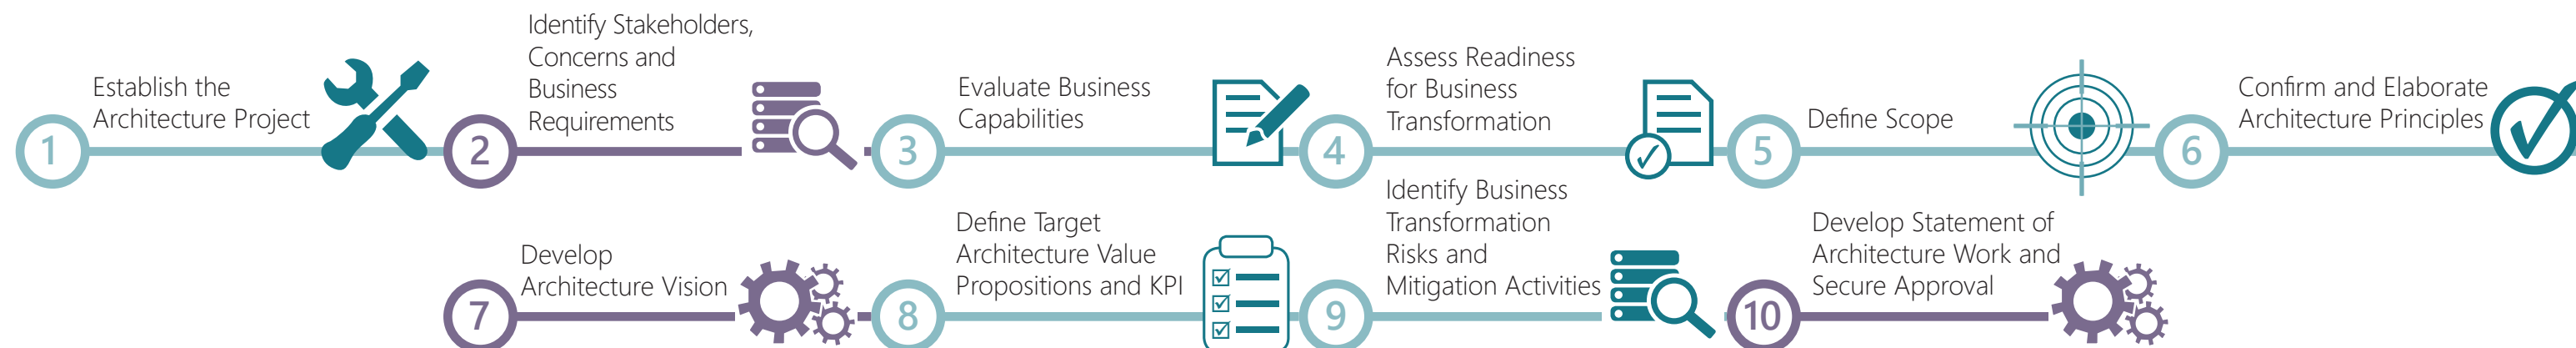 1
Establish the
Architecture Project
2
Identify Stakeholders,
Concerns and
Business
Requirements
3
Evaluate Business
Capabilities
4
Assess Readiness
for Business
Transformation
5
Define Scope
6
Confirm and Elaborate
Architecture Principles
7
Develop
Architecture Vision
8
Define Target
Architecture Value
Propositions and KPI
9
Identify Business
Transformation
Risks and
Mitigation Activities
10
Develop Statement of
Architecture Work and
Secure Approval